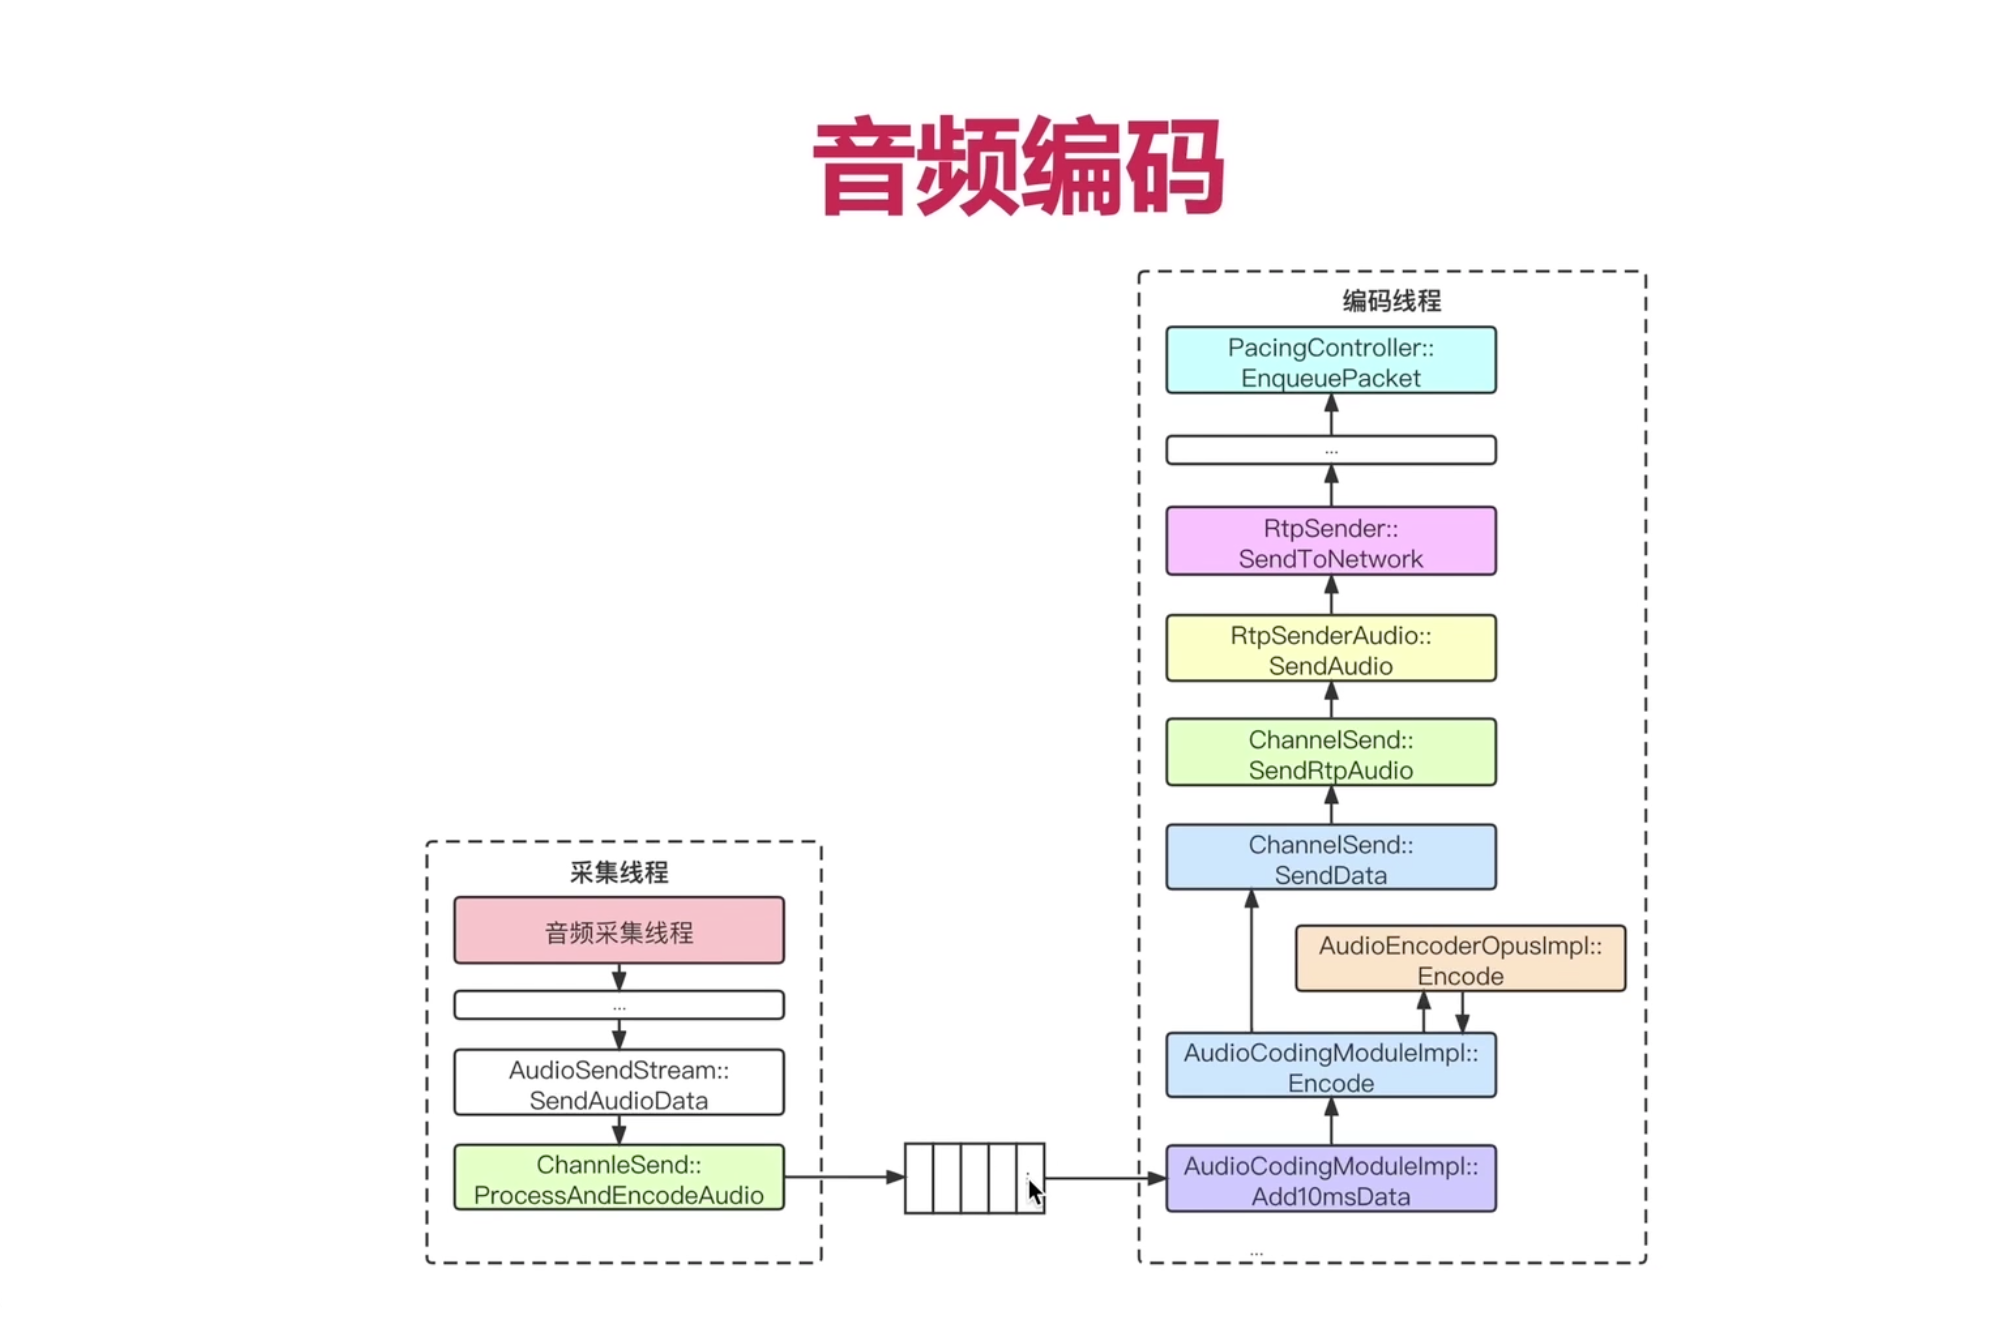 音频编码
编码线程
PacingController::
EnqueuePacket
...
RtpSender::
SendToNetwork
RtpSenderAudio::
SendAudio
ChannelSend::
SendRtpAudio
ChannelSend::
SendData
AudioEncoderOpusImpl::
Encode
AudioCodingModuleImpl::
Encode
AudioCodingModuleImpl::
Add10msData
...
采集线程
音频采集线程
...
AudioSendStream::
SendAudioData
ChannleSend::
ProcessAndEncodeAudio